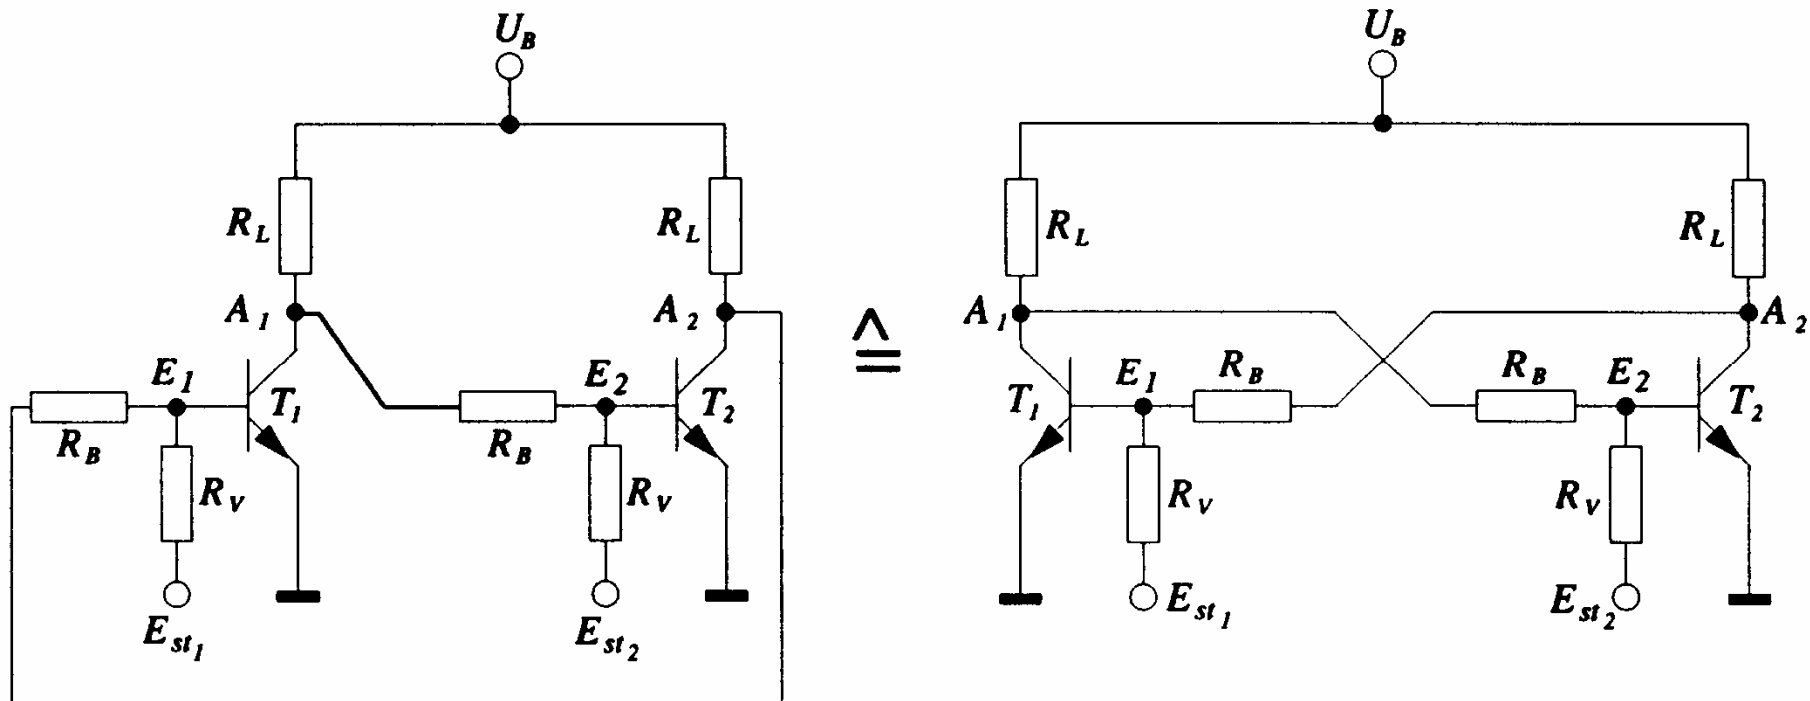 U_B
U_B
R_L
R_L
R_L
R_L
A_1
A_2
≙
A_1
A_2
E_1
T_1
E_2
T_2
T_1
E_1
R_B
R_B
E_2
T_2
R_B
R_V
R_B
R_V
R_V
R_V
E_st1
E_st2
E_st1
E_st2